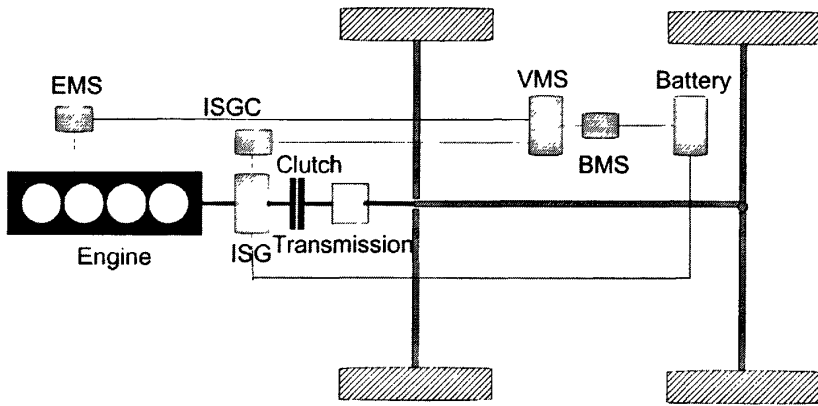 EMS
ISGC
VMS
Battery
Clutch
BMS
Engine
ISG
Transmission